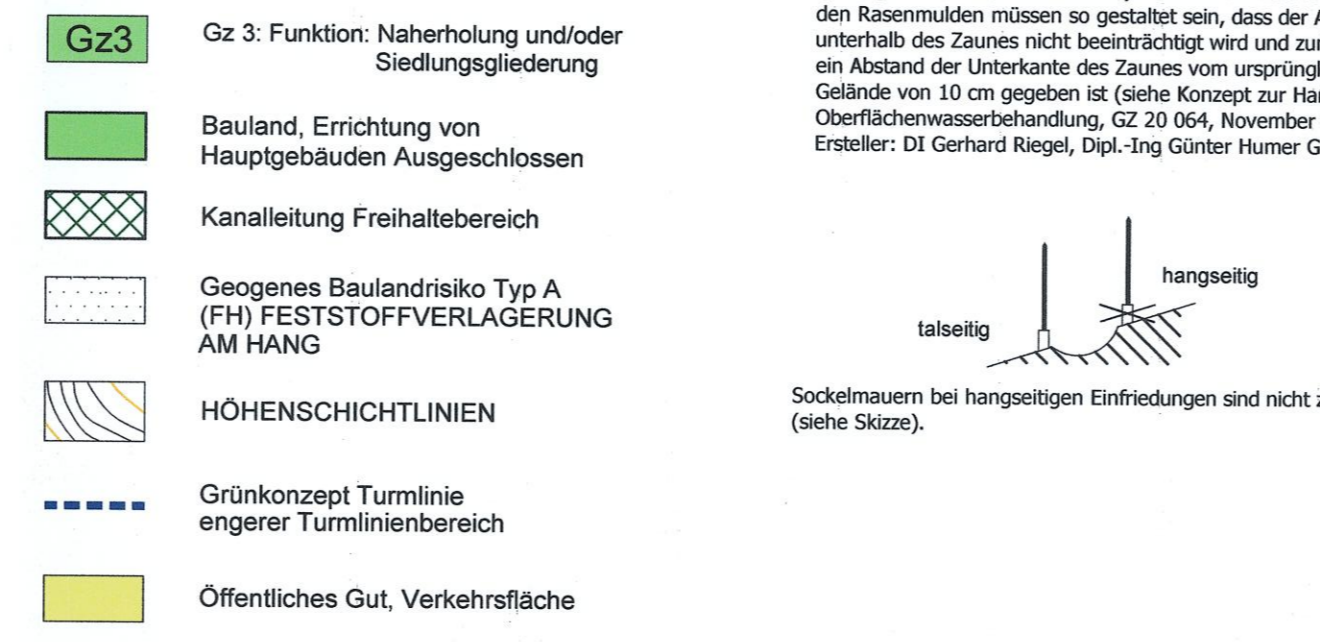 Gz3
Gz 3: Funktion: Naherholung und/oder
Siedlungsgliederung
Bauland, Errichtung von
Hauptgebäuden Ausgeschlossen
Kanalleitung Freihaltebereich
Geogenes Baulandrisiko Typ A
(FH) FESTSTOFFVERLAGERUNG
AM HANG
HÖHENSCHICHTLINIEN
Grünkonzept Turmlinie
engerer Turmlinienbereich
Öffentliches Gut, Verkehrsfläche
den Rasenmulden müssen so gestaltet sein, dass der
unterhalb des Zaunes nicht beeinträchtigt wird und
ein Abstand der Unterkante des Zaunes vom
Gelände von 10 cm gegeben ist (siehe Konzept zur
Oberflächenwasserbehandlung, GZ 20 064, November
Ersteller: DI Gerhard Riegel, Dipl.-Ing Günter Humer
hangseitig
talseitig
Sockelmauern bei hangseitigen Einfriedungen sind nicht
(siehe Skizze).